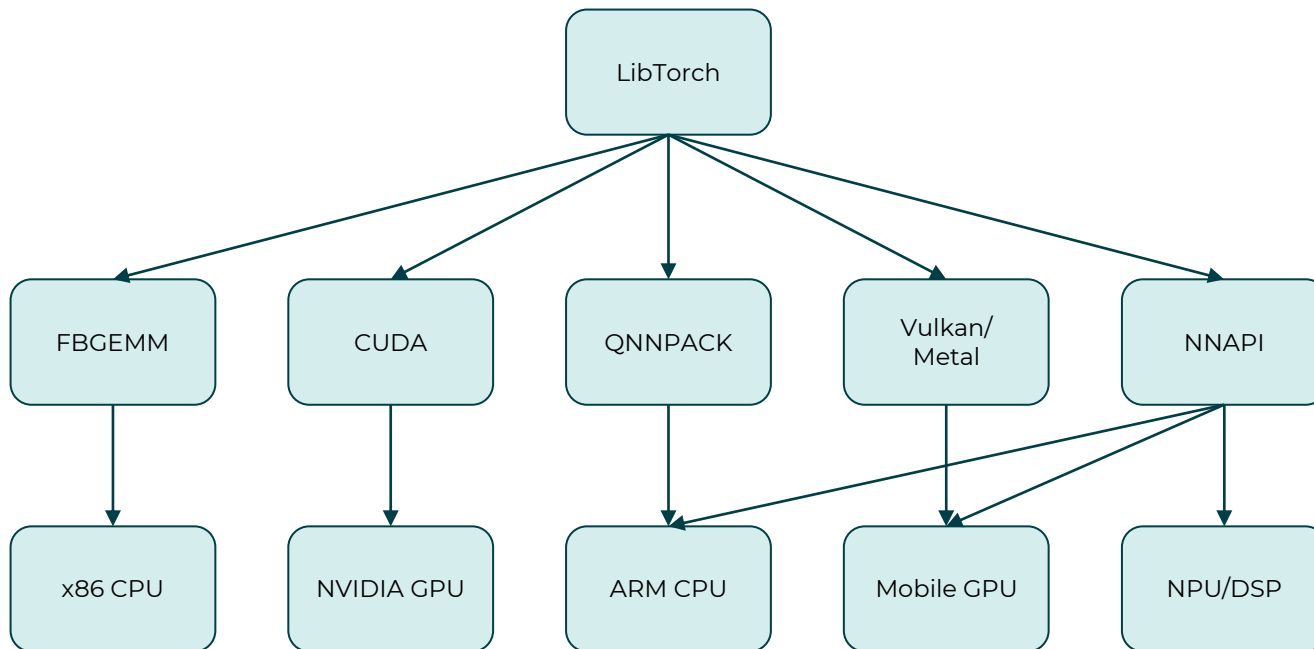 LibTorch
FBGEMM
CUDA
QNNPACK
Vulkan/
Metal
NNAPI
x86 CPU
NVIDIA GPU
ARM CPU
Mobile GPU
NPU/DSP